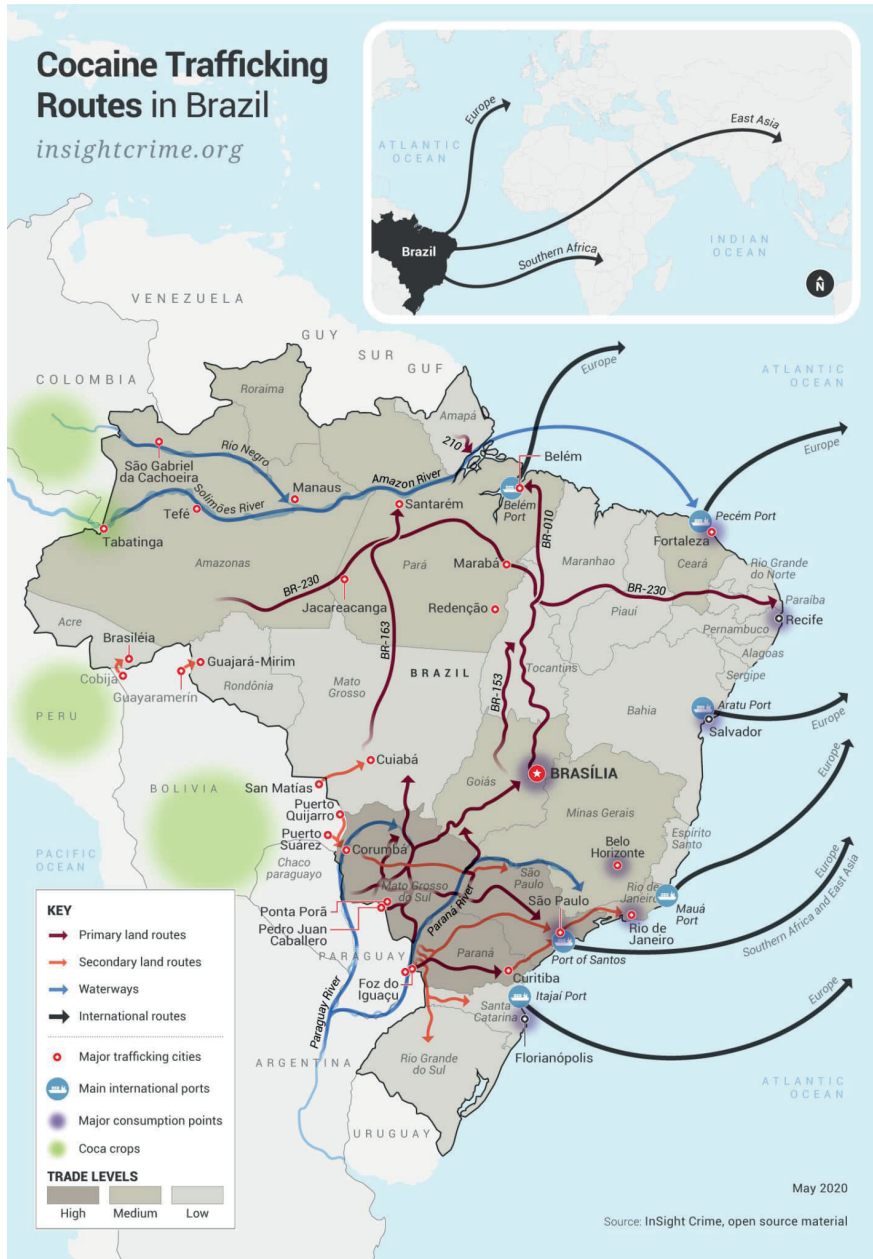 Cocaine Trafficking
Routes in Brazil
insightcrime.org
ATLANTIC
OCEAN
Europe
East Asia
Southern Africa
Brazil
INDIAN
OCEAN
N
VENEZUELA
GUY
SUR
GUF
COLOMBIA
Roraima
Amapá
210
Europe
ATLANTIC
OCEAN
Europe
Rio Negro
São Gabriel
da Cachoeira
Solimões River
Manaus
Amazon River
Tefé
Tabatinga
Santarém
Belém
Belém
Port
BR-010
Pecém Port
Fortaleza
Ceará
Rio Grande
do Norte
Amazonas
Pará
Marabá
Maranhao
BR-230
Jacareacanga
Redenção
BR-230
Paraíba
Recife
Piauí
Pernambuco
Alagoas
Sergipe
Acre
Brasiléia
Cobija
Guajará-Mirim
Guayaramerín
Rondônia
BR-163
Mato
Grosso
BRAZIL
BR-153
Tocantins
Bahia
Aratu Port
Salvador
Europe
PERU
BOLIVIA
Cuiabá
San Matías
Goiás
BRASÍLIA
Minas Gerais
Puerto
Quijarro
Puerto
Suárez
Corumbá
Chaco
paraguayo
Mato Grosso
do Sul
São
Paulo
Belo
Horizonte
Espírito
Santo
Europe
PACIFIC
OCEAN
Ponta Porã
Pedro Juan
Caballero
Paraná River
São Paulo
Rio de
Janeiro
Rio de
Janeiro
Mauá
Port
Europe
Southern Africa and East Asia
PARAGUAY
Paraná
Port of Santos
Foz do
Iguaçu
Curitiba
Itajaí Port
Europe
Paraguay River
Santa
Catarina
Florianópolis
ARGENTINA
Rio Grande
do Sul
URUGUAY
ATLANTIC
OCEAN
KEY
Primary land routes
Secondary land routes
Waterways
International routes
Major trafficking cities
Main international ports
Major consumption points
Coca crops
TRADE LEVELS
High
Medium
Low
May 2020
Source: InSight Crime, open source material